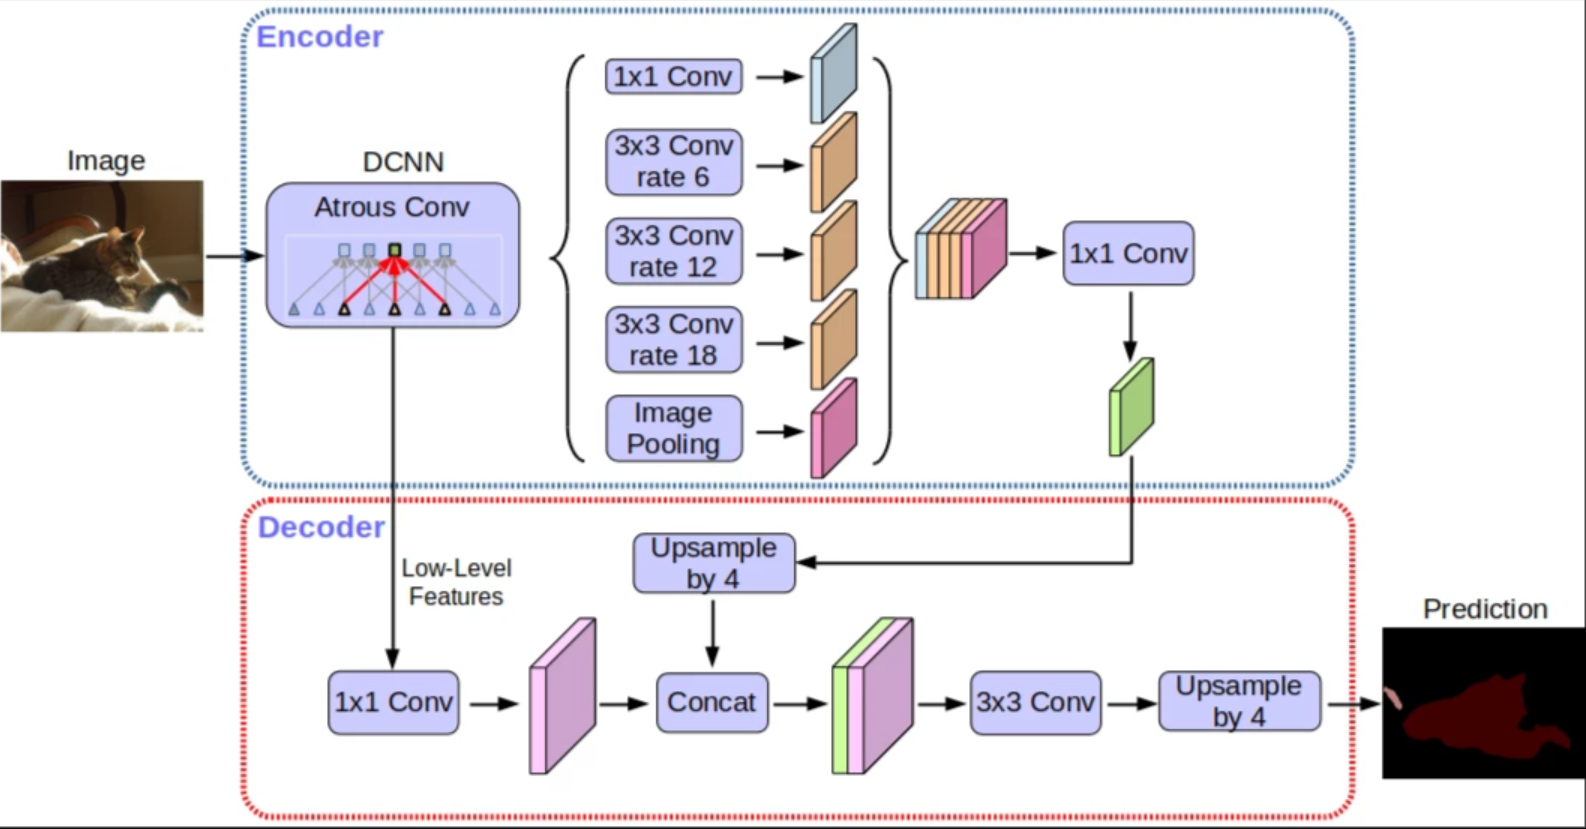 Encoder
Image
DCNN
Atrous Conv
1x1 Conv
3x3 Conv
rate 6
3x3 Conv
rate 12
3x3 Conv
rate 18
Image
Pooling
1x1 Conv
Decoder
Low-Level
Features
Upsample
by 4
1x1 Conv
Concat
3x3 Conv
Upsample
by 4
Prediction